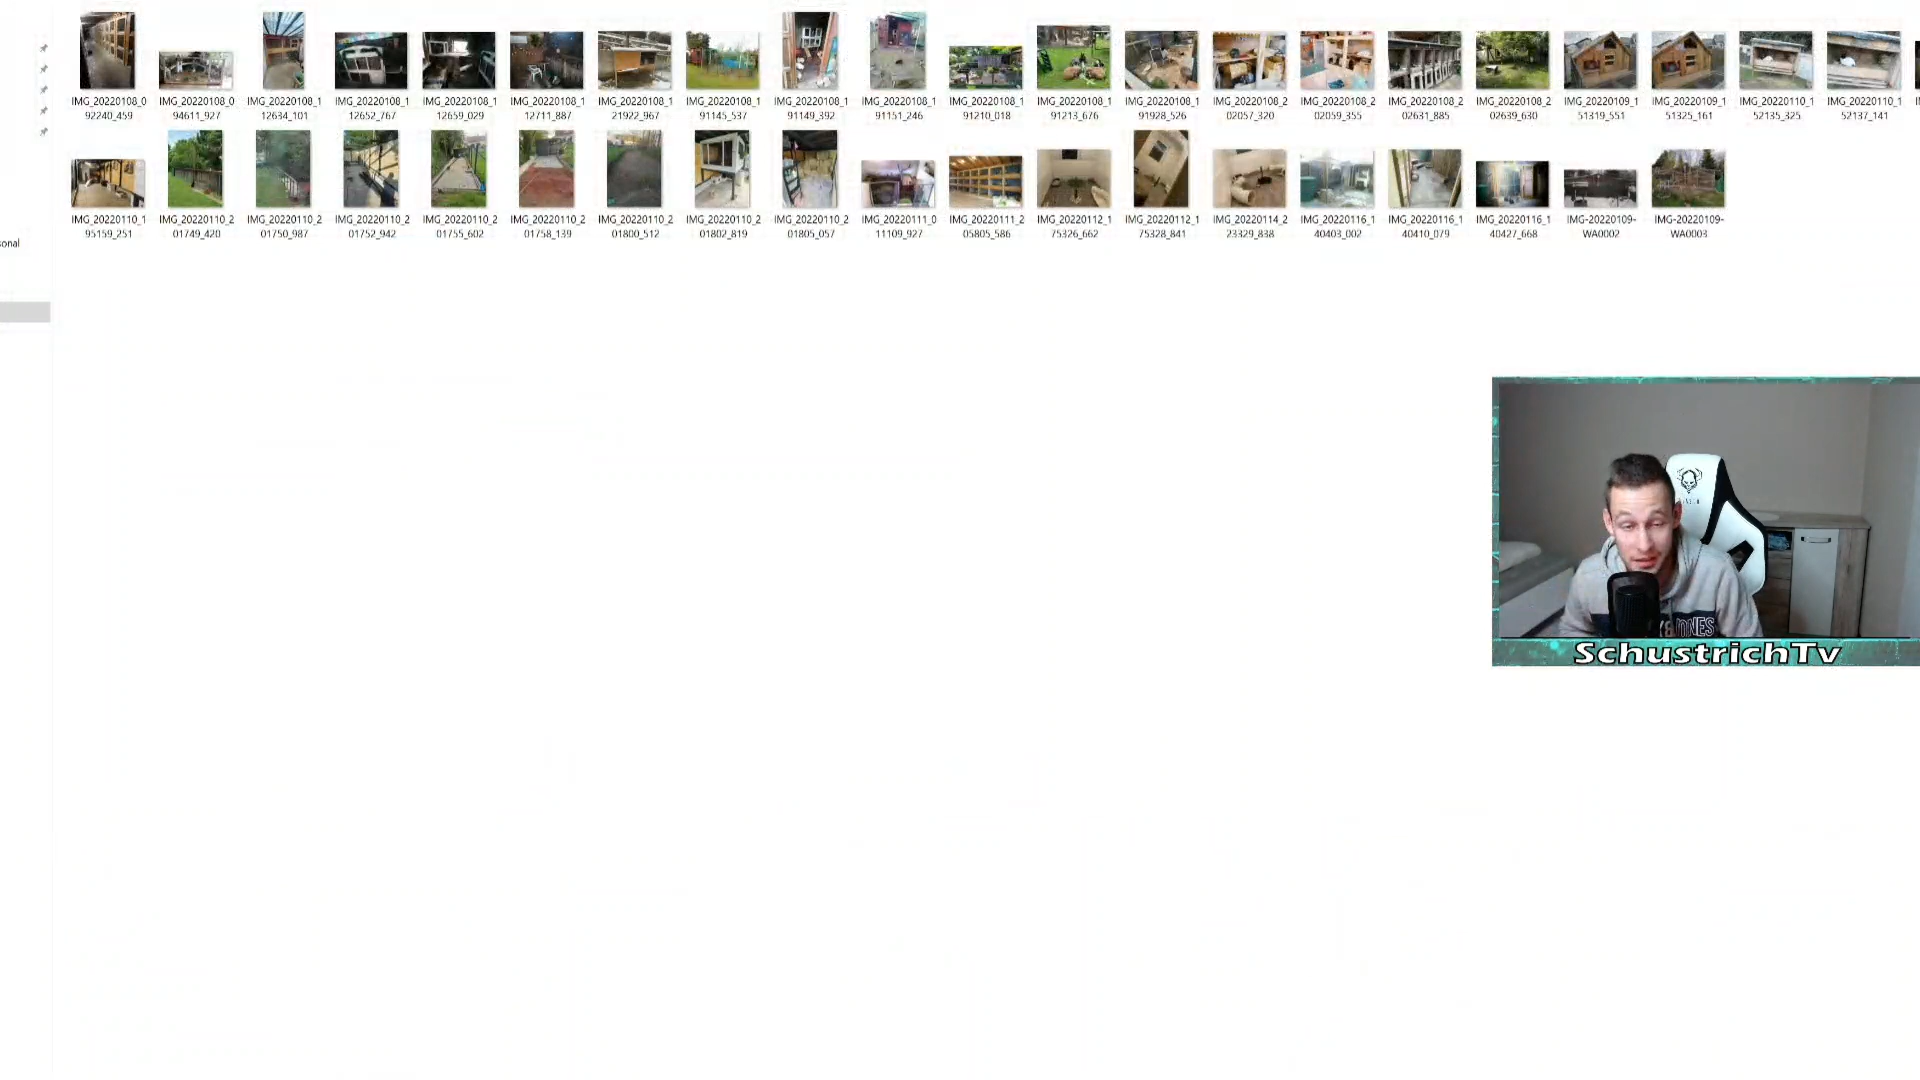 IMG_20220108_0 IMG_20220108_0 IMG_20220108_1 IMG_20220108_1 IMG_20220108_1 IMG_20220108_1 IMG_20220108_1 IMG_20220108_1 IMG_20220108_1 IMG_20220108_1 IMG_20220108_1 IMG_20220108_1 IMG_20220108_1 IMG_20220108_2 IMG_20220108_2 IMG_20220108_2 IMG_20220108_2 IMG_20220109_1 IMG_20220109_1 IMG_20220110_1 IMG_20220110_1
92240_459 94611_927 12634_101 12652_767 12659_029 12711_887 21922_967 91145_537 91149_392 91151_246 91210_018 91213_676 91928_526 02057_320 02059_355 02631_885 02639_630 51319_551 51325_161 52135_325 52137_141
IMG_20220110_1 IMG_20220110_2 IMG_20220110_2 IMG_20220110_2 IMG_20220110_2 IMG_20220110_2 IMG_20220110_2 IMG_20220110_2 IMG_20220110_2 IMG_20220111_0 IMG_20220111_2 IMG_20220112_1 IMG_20220112_1 IMG_20220114_2 IMG_20220116_1 IMG_20220116_1 IMG_20220116_1 IMG-20220109- IMG-20220109-
95159_251 01749_420 01750_987 01752_942 01755_602 01758_139 01800_512 01802_819 01805_057 11109_927 05805_586 75326_662 75328_841 23329_838 40403_002 40410_079 40427_668 WA0002 WA0003
sonal
JONES
SchustrichTv